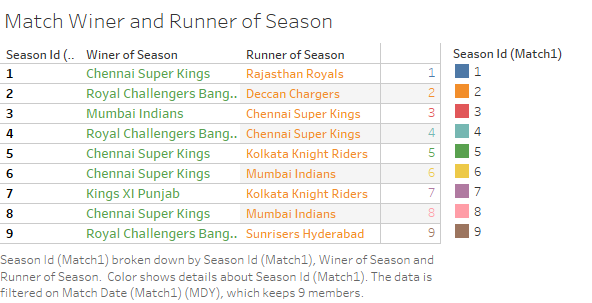 Match Winer and Runner of Season
Season Id (.. Winer of Season Runner of Season
1 Chennai Super Kings Rajasthan Royals 1
2 Royal Challengers Bang.. Deccan Chargers 2
3 Mumbai Indians Chennai Super Kings 3
4 Royal Challengers Bang.. Chennai Super Kings 4
5 Chennai Super Kings Kolkata Knight Riders 5
6 Chennai Super Kings Mumbai Indians 6
7 Kings XI Punjab Kolkata Knight Riders 7
8 Chennai Super Kings Mumbai Indians 8
9 Royal Challengers Bang.. Sunrisers Hyderabad 9
Season Id (Match1) broken down by Season Id (Match1), Winer of Season and
Runner of Season. Color shows details about Season Id (Match1). The data is
filtered on Match Date (Match1) (MDY), which keeps 9 members.
Season Id (Match1)
1
2
3
4
5
6
7
8
9